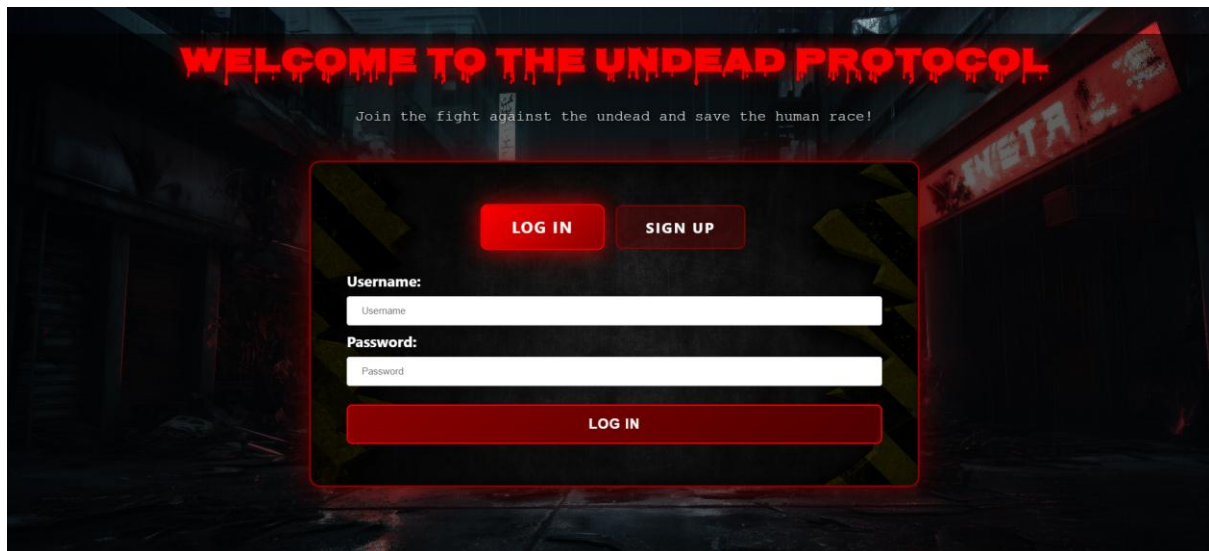 WELCOME TO THE UNDEAD PROTOCOL
Join the fight against the undead and save the human race!
LOG IN
SIGN UP
Username:
Username
Password:
Password
LOG IN